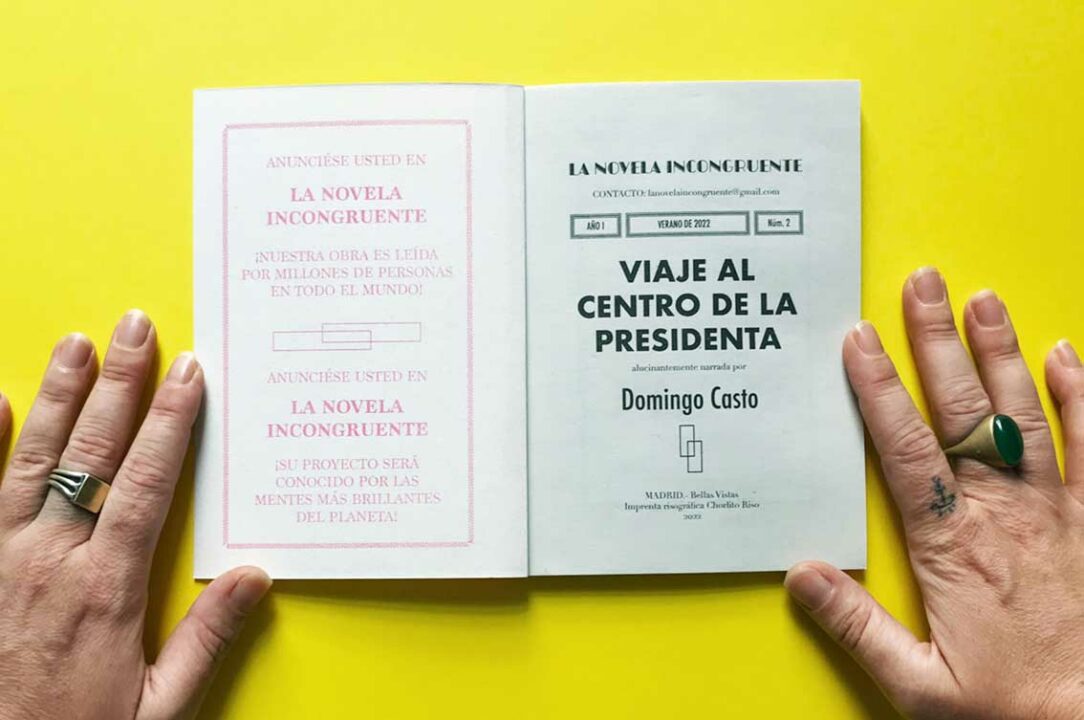 ANUNCIÉSE USTED EN
LA NOVELA
INCONGRUENTE
¡NUESTRA OBRA ES LEÍDA
POR MILLONES DE PERSONAS
EN TODO EL MUNDO!
ANUNCIÉSE USTED EN
LA NOVELA
INCONGRUENTE
¡SU PROYECTO SERÁ
CONOCIDO POR LAS
MENTES MÁS BRILLANTES
DEL PLANETA!
LA NOVELA INCONGRUENTE
CONTACTO: lanovelaincongruente@gmail.com
AÑO I VERANO DE 2022 Núm. 2
VIAJE AL
CENTRO DE LA
PRESIDENTA
alucinantemente narrada por
Domingo Casto
MADRID.- Bellas Vistas
Imprenta risográfica Chorlito Riso
2022